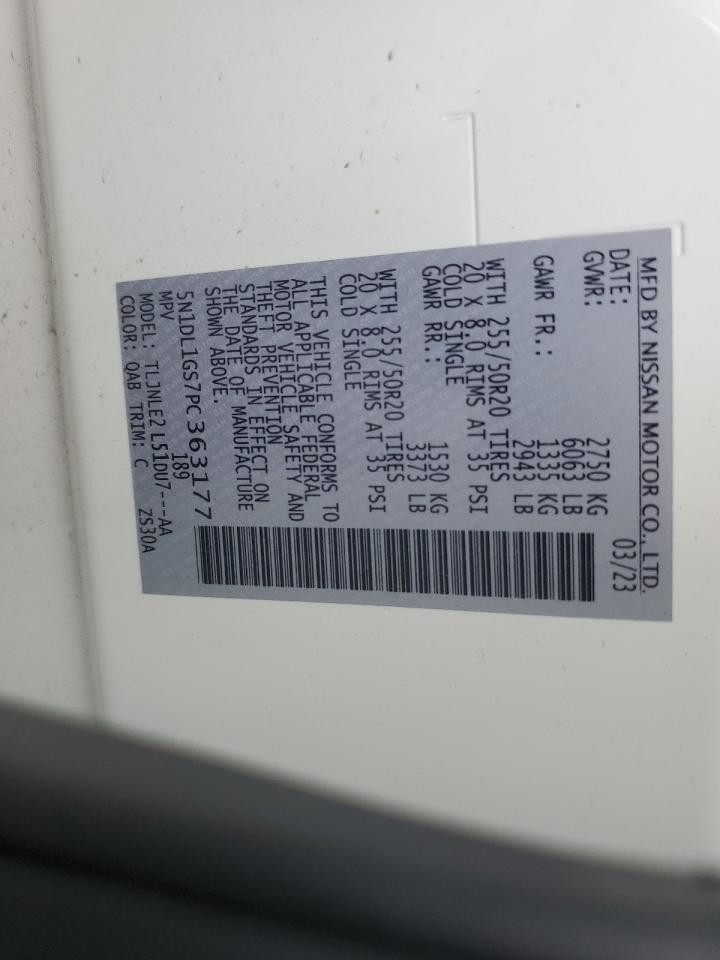 MFD BY NISSAN MOTOR CO., LTD.
DATE: 03/23
GVWR: 2750 KG
6063 LB
GAWR FR.: 1335 KG
2943 LB
WITH 255/50R20 TIRES
20 X 8.0 RIMS AT 35 PSI
COLD SINGLE
GAWR RR.: 1530 KG
3373 LB
WITH 255/50R20 TIRES
20 X 8.0 RIMS AT 35 PSI
COLD SINGLE
THIS VEHICLE CONFORMS TO
ALL APPLICABLE FEDERAL
MOTOR VEHICLE SAFETY AND
THEFT PREVENTION
STANDARDS IN EFFECT ON
THE DATE OF MANUFACTURE
SHOWN ABOVE.
5N1DL1GS7PC363177
MPV 189
MODEL: TLJNLE2 L51DU7---AA
COLOR: QAB TRIM: C ZS30A